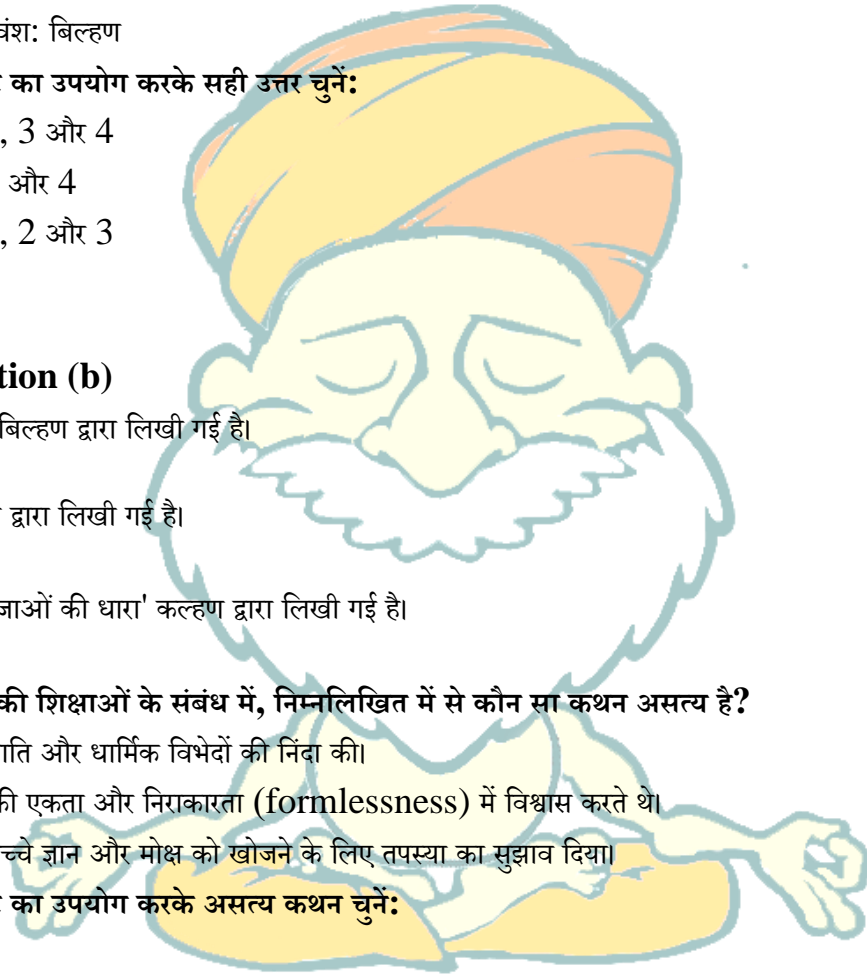 वंश: बिल्हण
का उपयोग करके सही उत्तर चुनें:
, 3 और 4
और 4
, 2 और 3
tion (b)
बिल्हण द्वारा लिखी गई है।
द्वारा लिखी गई है।
जाओं की धारा' कल्हण द्वारा लिखी गई है।
की शिक्षाओं के संबंध में, निम्नलिखित में से कौन सा कथन असत्य है?
ाति और धार्मिक विभेदों की निंदा की।
की एकता और निराकारता (formlessness) में विश्वास करते थे।
च्चे ज्ञान और मोक्ष को खोजने के लिए तपस्या का सुझाव दिया।
का उपयोग करके असत्य कथन चुनें: